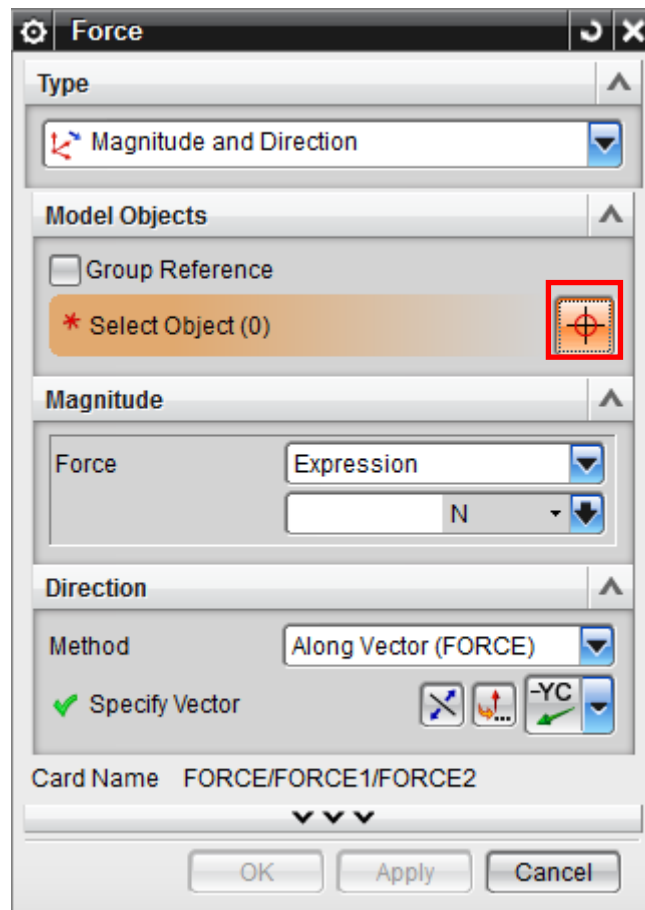 Force
Type
Magnitude and Direction
Model Objects
Group Reference
* Select Object (0)
Magnitude
Force Expression
N
Direction
Method Along Vector (FORCE)
Specify Vector -YC
Card Name FORCE/FORCE1/FORCE2
OK Apply Cancel